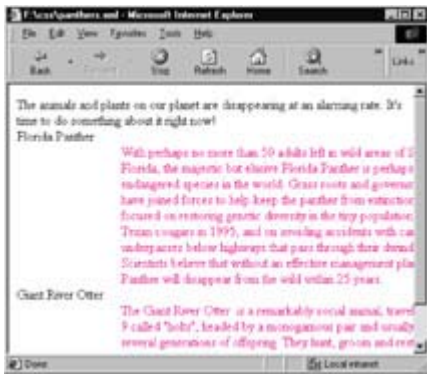 F:\css\panthers.xml - Microsoft Internet Explorer
File Edit View Favorites Tools Help
Back Forward Stop Refresh Home Search Links
The animals and plants on our planet are disappearing at an alarming rate. It's
time to do something about it right now!
Florida Panther
With perhaps no more than 50 adults left in wild areas of S
Florida, the majestic but elusive Florida Panther is perhaps
endangered species in the world. Grass roots and governm
have joined forces to help keep the panther from extinction
focused on restoring genetic diversity in the tiny population
Texan cougars in 1995, and on avoiding accidents with car
underpasses below highways that pass through their
Scientists believe that without an effective management plan
Panther will disappear from the wild within 25 years.
Giant River Otter
The Giant River Otter is a remarkably social animal, travel
9 called "holts", headed by a monogamous pair and usually
several generations of offspring. They hunt, groom and
Done Local intranet